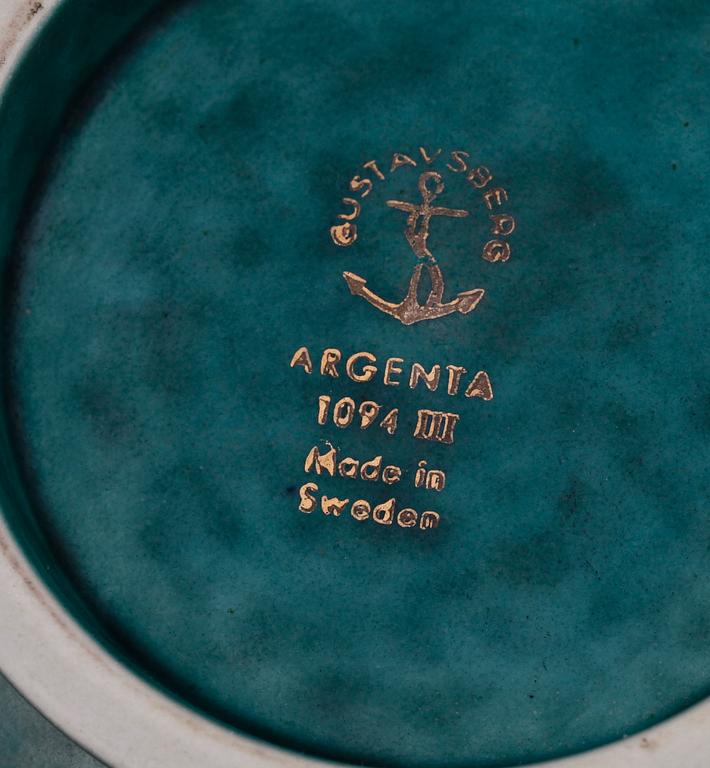 GUSTAVSBERG
ARGENTA
1094 III
Made in
Sweden